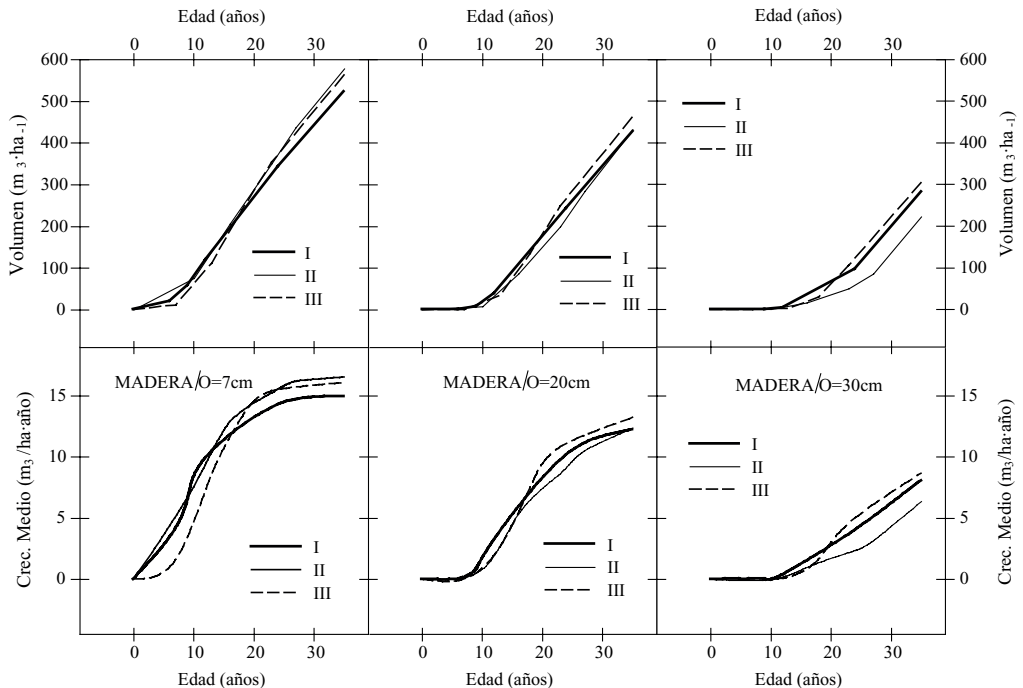 Edad (años) Edad (años) Edad (años)
0 10 20 30 0 10 20 30 0 10 20 30
600
500
400
300
200
100
0
Volumen (m 3·ha -1)
I
II
III
I
II
III
I
II
III
600
500
400
300
200
100
0
Volumen (m 3·ha -1)
MADERA/O=7cm
MADERA/O=20cm
MADERA/O=30cm
15
10
5
0
Crec. Medio (m3 /ha·año)
I
II
III
I
II
III
I
II
III
15
10
5
0
Crec. Medio (m3/ha·año)
0 10 20 30 0 10 20 30 0 10 20 30
Edad (años) Edad (años) Edad (años)